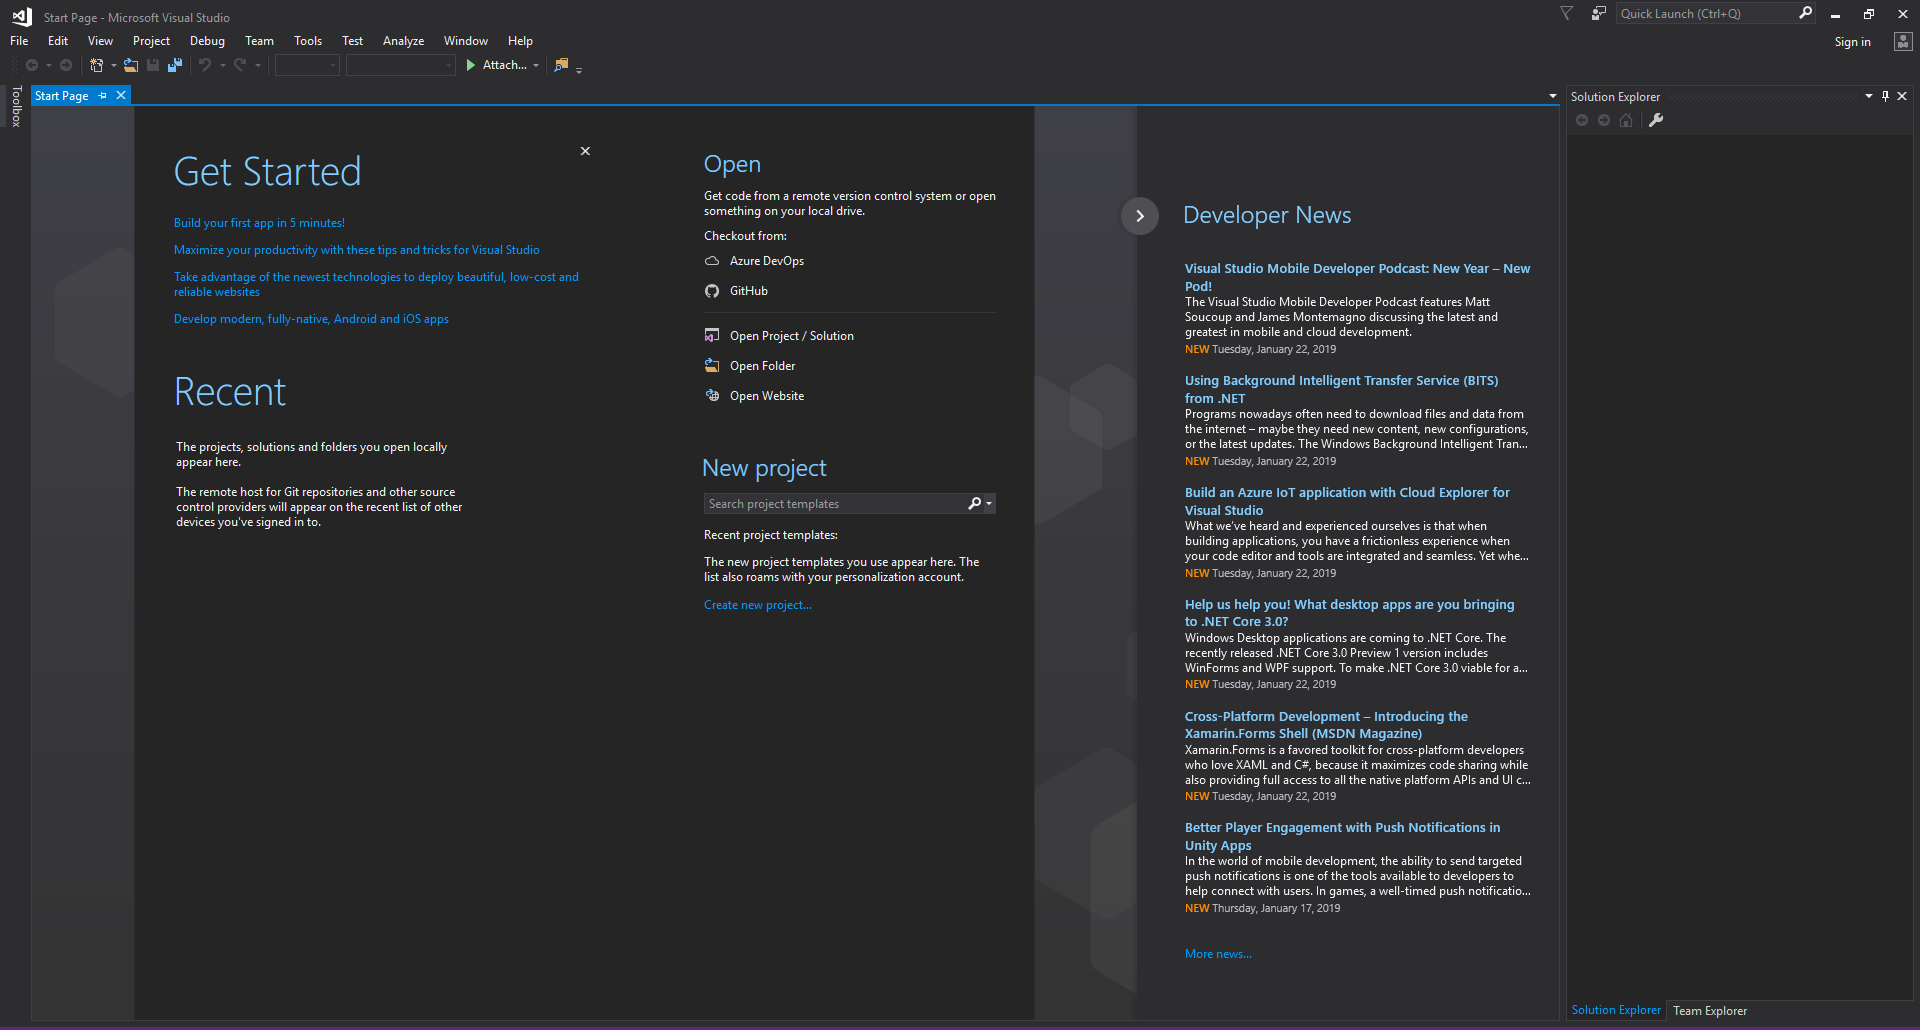 Start Page - Microsoft Visual Studio
Quick Launch (Ctrl+Q)
File Edit View Project Debug Team Tools Test Analyze Window Help
Sign in
Attach...
Toolbox
Start Page
Get Started
Build your first app in 5 minutes!
Maximize your productivity with these tips and tricks for Visual Studio
Take advantage of the newest technologies to deploy beautiful, low-cost and
reliable websites
Develop modern, fully-native, Android and iOS apps
Recent
The projects, solutions and folders you open locally
appear here.
The remote host for Git repositories and other source
control providers will appear on the recent list of other
devices you've signed in to.
Open
Get code from a remote version control system or open
something on your local drive.
Checkout from:
Azure DevOps
GitHub
Open Project / Solution
Open Folder
Open Website
New project
Search project templates
Recent project templates:
The new project templates you use appear here. The
list also roams with your personalization account.
Create new project...
Developer News
Visual Studio Mobile Developer Podcast: New Year – New
Pod!
The Visual Studio Mobile Developer Podcast features Matt
Soucoup and James Montemagno discussing the latest and
greatest in mobile and cloud development.
NEW Tuesday, January 22, 2019
Using Background Intelligent Transfer Service (BITS)
from .NET
Programs nowadays often need to download files and data from
the internet – maybe they need new content, new configurations,
or the latest updates. The Windows Background Intelligent Tran...
NEW Tuesday, January 22, 2019
Build an Azure IoT application with Cloud Explorer for
Visual Studio
What we've heard and experienced ourselves is that when
building applications, you have a frictionless experience when
your code editor and tools are integrated and seamless. Yet whe...
NEW Tuesday, January 22, 2019
Help us help you! What desktop apps are you bringing
to .NET Core 3.0?
Windows Desktop applications are coming to .NET Core. The
recently released .NET Core 3.0 Preview 1 version includes
WinForms and WPF support. To make .NET Core 3.0 viable for a...
NEW Tuesday, January 22, 2019
Cross-Platform Development – Introducing the
Xamarin.Forms Shell (MSDN Magazine)
Xamarin.Forms is a favored toolkit for cross-platform developers
who love XAML and C#, because it maximizes code sharing while
also providing full access to all the native platform APIs and UI c...
NEW Tuesday, January 22, 2019
Better Player Engagement with Push Notifications in
Unity Apps
In the world of mobile development, the ability to send targeted
push notifications is one of the tools available to developers to
help connect with users. In games, a well-timed push notificatio...
NEW Thursday, January 17, 2019
More news...
Solution Explorer
Solution Explorer Team Explorer